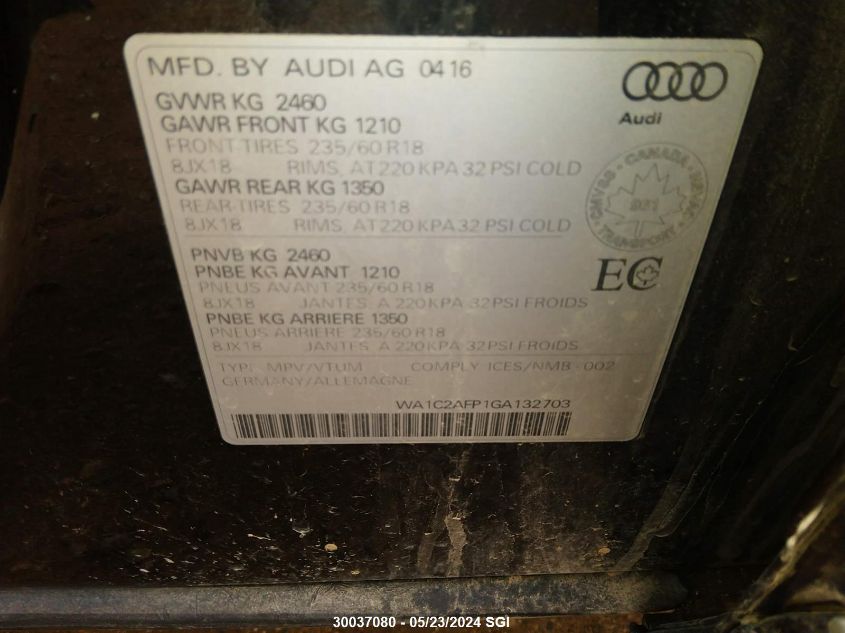 MFD. BY AUDI AG 04 16
Audi
GVWR KG 2460
GAWR FRONT KG 1210
FRONT-TIRES 235/60 R18
8JX18 RIMS, AT 220 KPA 32 PSI COLD
GAWR REAR KG 1350
REAR-TIRES 235/60 R18
8JX18 RIMS, AT 220 KPA 32 PSI COLD
CANADA
CMVSS
TRANSPORT
PNVB KG 2460
PNBE KG AVANT 1210
PNEUS AVANT 235/60 R18
8JX18 JANTES, A 220 KPA 32 PSI FROIDS
EC
PNBE KG ARRIERE 1350
PNEUS ARRIERE 235/60 R18
8JX18 JANTES, A 220 KPA 32 PSI FROIDS
TYP: MPV/VTUM COMPLY ICES/NMB-002
GERMANY/ALLEMAGNE
WA1C2AFP1GA132703
30037080 - 05/23/2024 SGI